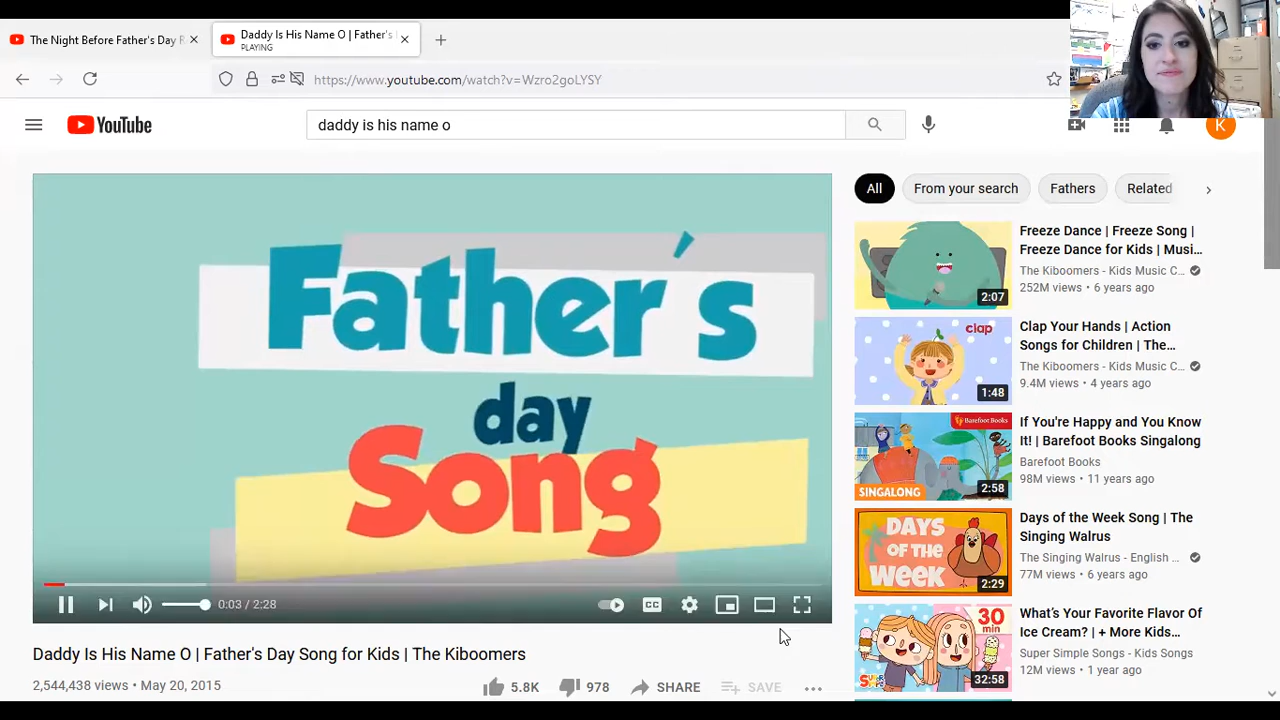 The Night Before Father's Day R
Daddy Is His Name O | Father's
PLAYING
https://www.youtube.com/watch?v=Wzro2goLYSY
YouTube
daddy is his name o
K
Father's
day
Song
0:03 / 2:28
CC
Daddy Is His Name O | Father's Day Song for Kids | The Kiboomers
2,544,438 views • May 20, 2015
5.8K
978
SHARE
SAVE
All
From your search
Fathers
Related
2:07
Freeze Dance | Freeze Song |
Freeze Dance for Kids | Musi...
The Kiboomers - Kids Music C...
252M views • 6 years ago
clap
1:48
Clap Your Hands | Action
Songs for Children | The...
The Kiboomers - Kids Music C...
9.4M views • 4 years ago
Barefoot Books
SINGALONG
2:58
If You're Happy and You Know
It! | Barefoot Books Singalong
Barefoot Books
98M views • 11 years ago
DAYS
OF THE
WEEK
2:29
Days of the Week Song | The
Singing Walrus
The Singing Walrus - English ...
77M views • 6 years ago
30
min
32:58
What's Your Favorite Flavor Of
Ice Cream? | + More Kids...
Super Simple Songs - Kids Songs
12M views • 1 year ago